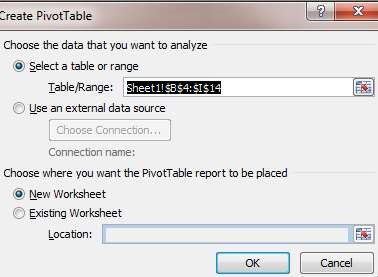 Create PivotTable
Choose the data that you want to analyze
Select a table or range
Table/Range: Sheet1!$B$4:$I$14
Use an external data source
Choose Connection...
Connection name:
Choose where you want the PivotTable report to be placed
New Worksheet
Existing Worksheet
Location:
OK Cancel